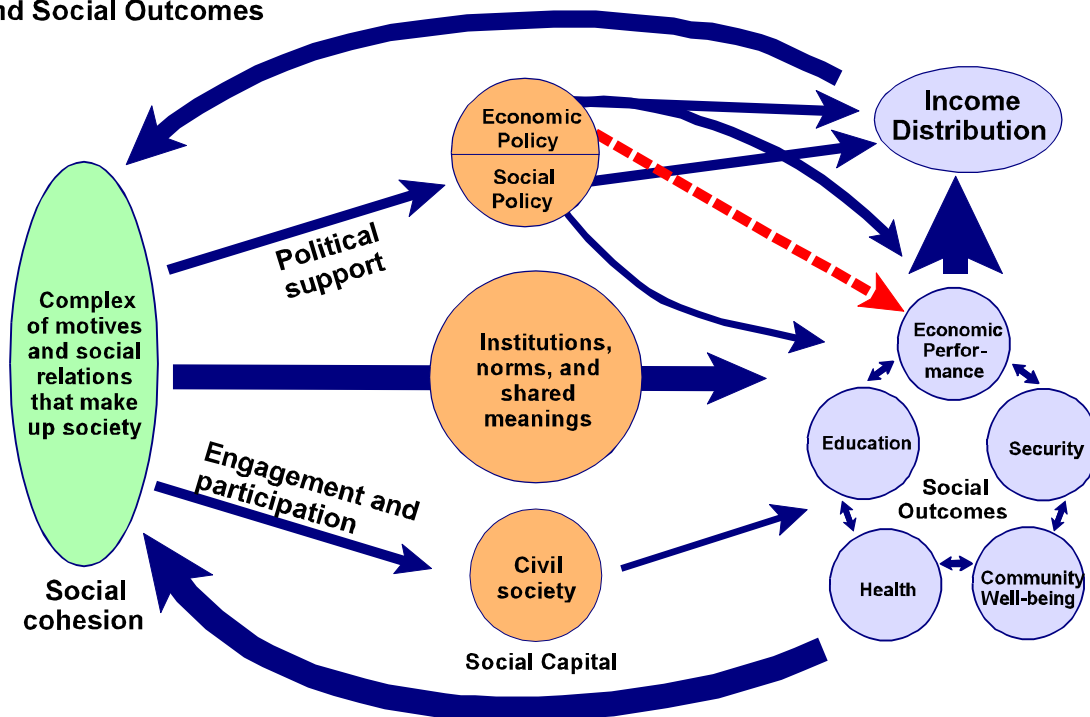 nd Social Outcomes
Economic
Policy
Social
Policy
Income
Distribution
Political
support
Complex
of motives
and social
relations
that make
up society
Institutions,
norms, and
shared
meanings
Economic
Perfor-
mance
Education
Security
Social
Outcomes
Engagement and
participation
Civil
society
Health
Community
Well-being
Social
cohesion
Social Capital